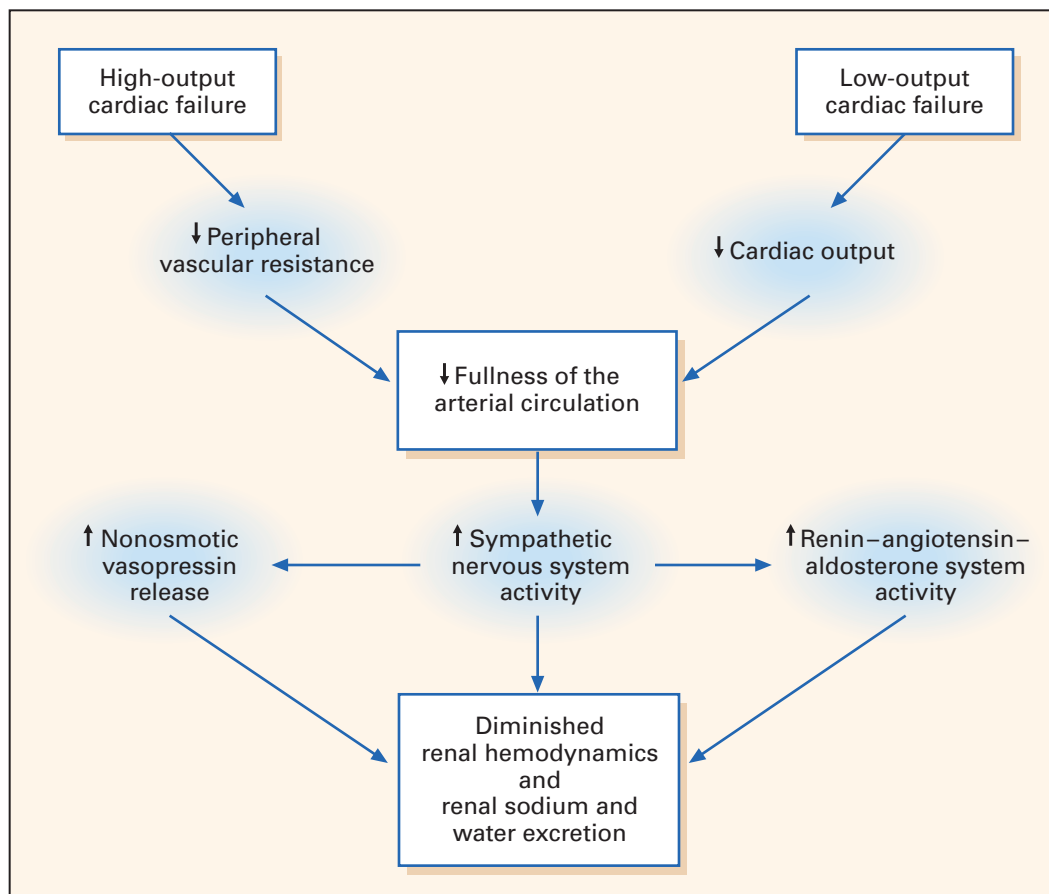 High-output
cardiac failure
Low-output
cardiac failure
↓ Peripheral
vascular resistance
↓ Cardiac output
↓ Fullness of the
arterial circulation
↑ Nonosmotic
vasopressin
release
↑ Sympathetic
nervous system
activity
↑ Renin–angiotensin–
aldosterone system
activity
Diminished
renal hemodynamics
and
renal sodium and
water excretion